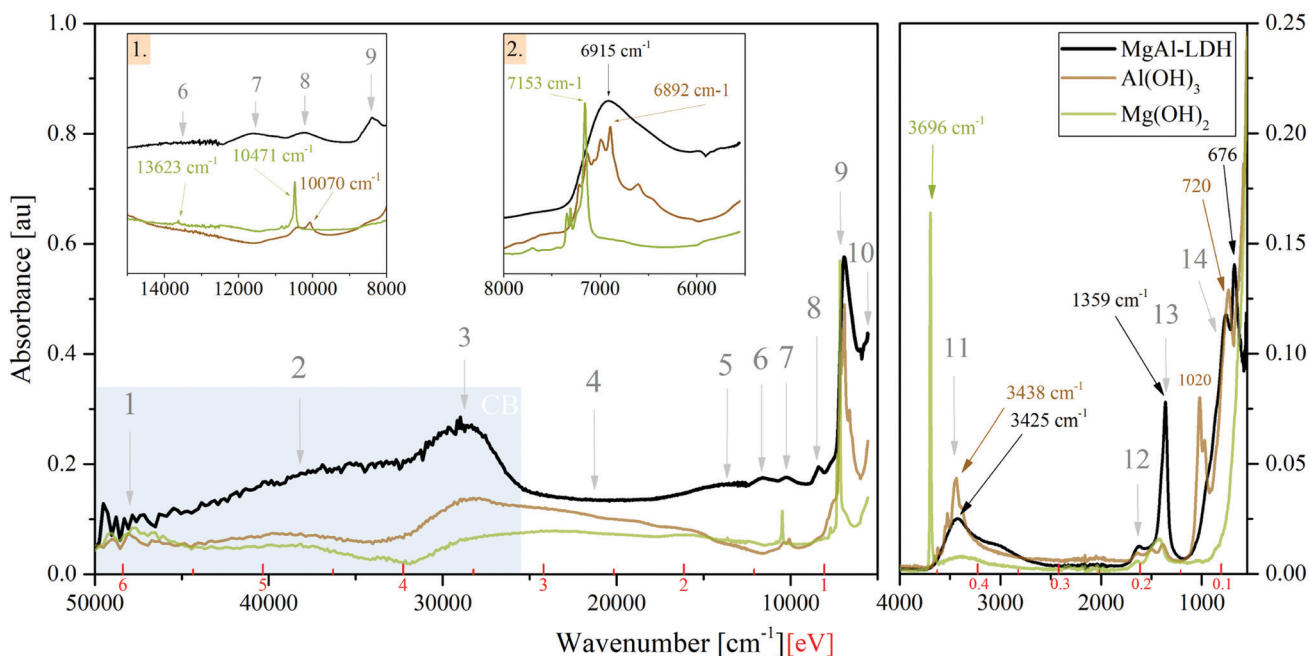 1.0
0.8
0.6
0.4
0.2
0.0
Absorbance [au]
1.
6
7
8
9
13623 cm⁻¹
10471 cm⁻¹
10070 cm⁻¹
14000 12000 10000 8000
2.
6915 cm⁻¹
7153 cm-1
6892 cm-1
8000 7000 6000
1
2
3
CB
4
5
6
7
8
9
10
6 5 4 3 2 1
50000 40000 30000 20000 10000
MgAl-LDH
Al(OH)₃
Mg(OH)₂
3696 cm⁻¹
11
3438 cm⁻¹
3425 cm⁻¹
12
1359 cm⁻¹
13
1020
14
720
676
0.25
0.20
0.15
0.10
0.05
0.00
0.4 0.3 0.2 0.1
4000 3000 2000 1000
Wavenumber [cm⁻¹][eV]